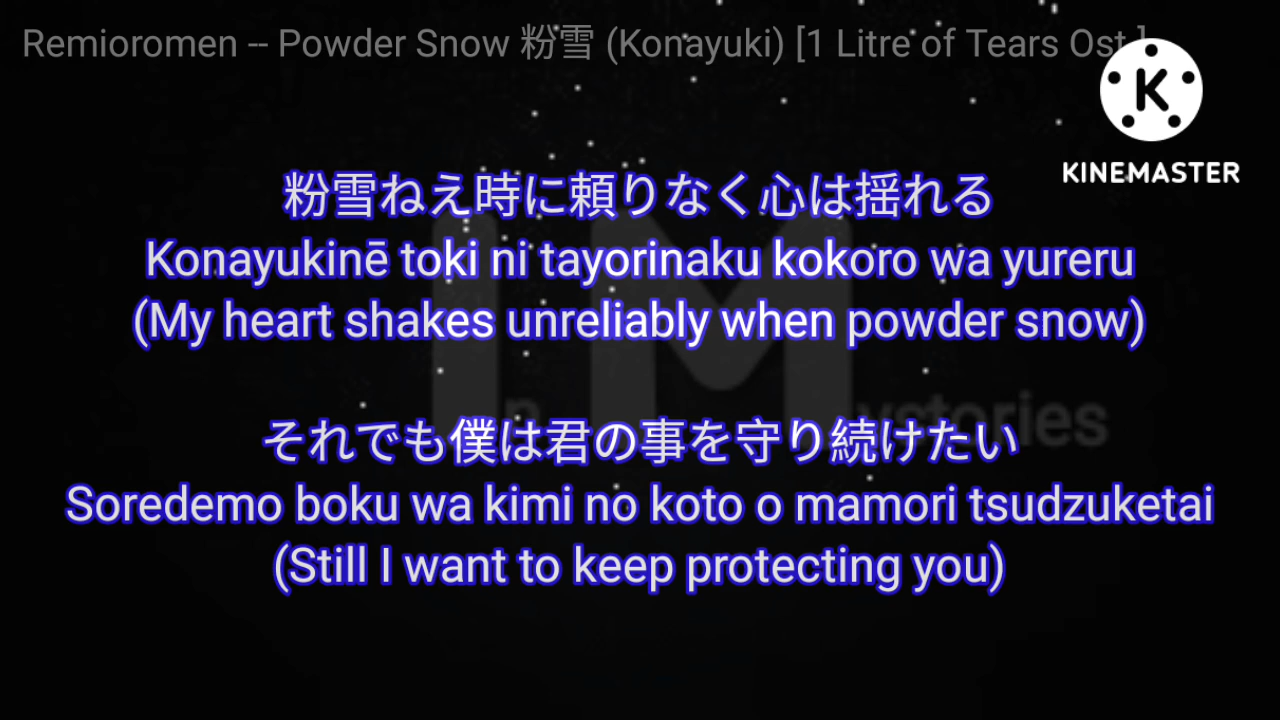 Remioromen -- Powder Snow 粉雪 (Konayuki) [1 Litre of Tears Ost.]
K
KINEMASTER
粉雪ねえ時に頼りなく心は揺れる
Konayukinē toki ni tayorinaku kokoro wa yureru
(My heart shakes unreliably when powder snow)
In Mystories
それでも僕は君の事を守り続けたい
Soredemo boku wa kimi no koto o mamori tsudzuketai
(Still I want to keep protecting you)